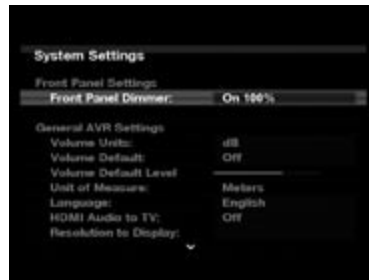 System Settings
Front Panel Settings
Front Panel Dimmer: On 100%
General AVR Settings
Volume Units: dB
Volume Default: Off
Volume Default Level
Unit of Measure: Meters
Language: English
HDMI Audio to TV: Off
Resolution to Display: